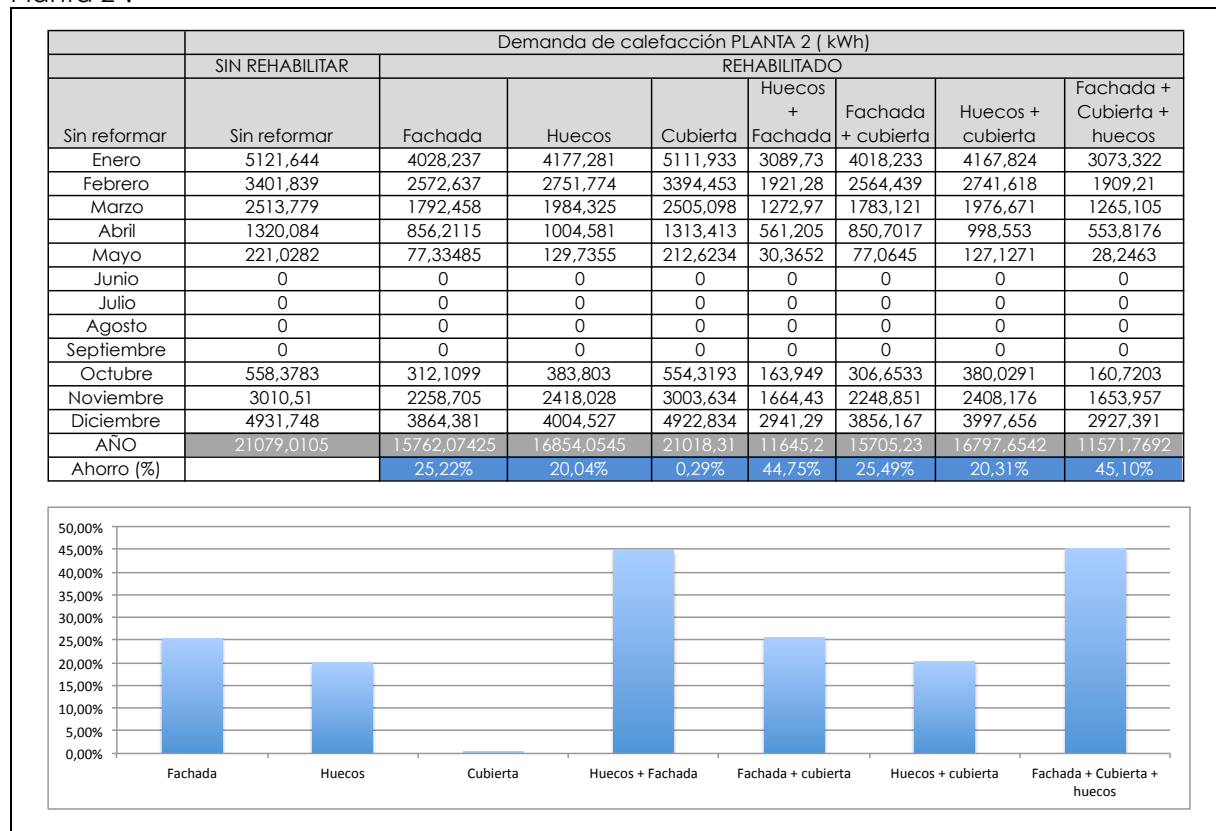 Planta 2 .
Demanda de calefacción PLANTA 2 ( kWh)
SIN REHABILITAR REHABILITADO
Sin reformar Sin reformar Fachada Huecos Cubierta Huecos + Fachada Fachada + cubierta Huecos + cubierta Fachada + Cubierta + huecos
Enero 5121,644 4028,237 4177,281 5111,933 3089,73 4018,233 4167,824 3073,322
Febrero 3401,839 2572,637 2751,774 3394,453 1921,28 2564,439 2741,618 1909,21
Marzo 2513,779 1792,458 1984,325 2505,098 1272,97 1783,121 1976,671 1265,105
Abril 1320,084 856,2115 1004,581 1313,413 561,205 850,7017 998,553 553,8176
Mayo 221,0282 77,33485 129,7355 212,6234 30,3652 77,0645 127,1271 28,2463
Junio 0 0 0 0 0 0 0 0
Julio 0 0 0 0 0 0 0 0
Agosto 0 0 0 0 0 0 0 0
Septiembre 0 0 0 0 0 0 0 0
Octubre 558,3783 312,1099 383,803 554,3193 163,949 306,6533 380,0291 160,7203
Noviembre 3010,51 2258,705 2418,028 3003,634 1664,43 2248,851 2408,176 1653,957
Diciembre 4931,748 3864,381 4004,527 4922,834 2941,29 3856,167 3997,656 2927,391
AÑO 21079,0105 15762,07425 16854,0545 21018,31 11645,2 15705,23 16797,6542 11571,7692
Ahorro (%) 25,22% 20,04% 0,29% 44,75% 25,49% 20,31% 45,10%
50,00%
45,00%
40,00%
35,00%
30,00%
25,00%
20,00%
15,00%
10,00%
5,00%
0,00%
Fachada Huecos Cubierta Huecos + Fachada Fachada + cubierta Huecos + cubierta Fachada + Cubierta +
huecos